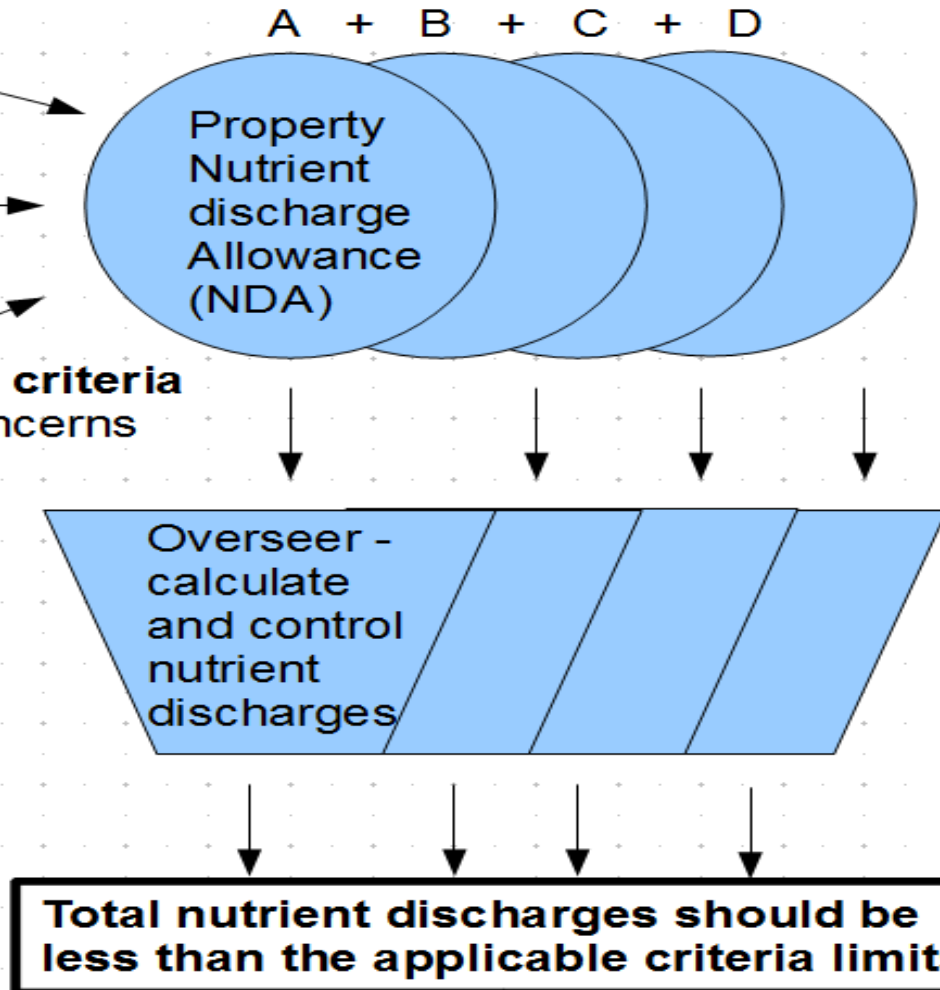 A + B + C + D
Property
Nutrient
discharge
Allowance
(NDA)
criteria
ncerns
Overseer -
calculate
and control
nutrient
discharges
Total nutrient discharges should be
less than the applicable criteria limit